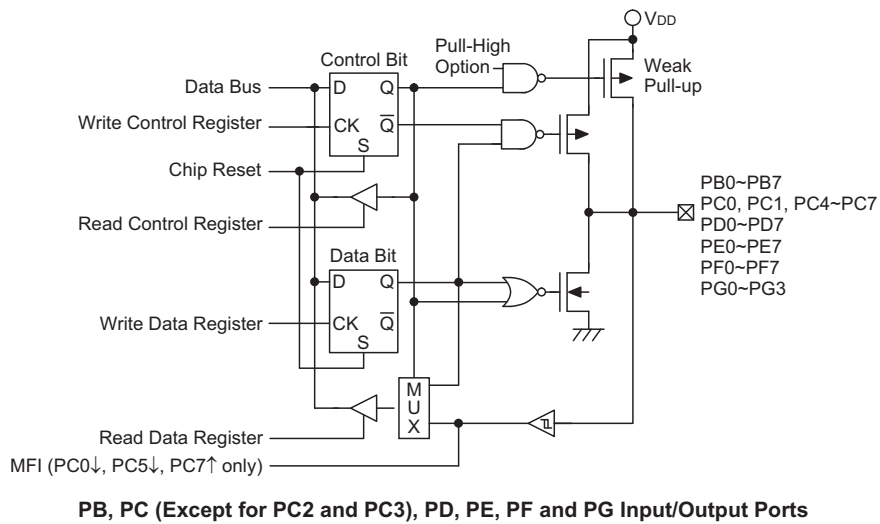 VDD
Pull-High
Option
Weak
Pull-up
Control Bit
Data Bus
D
Q
Write Control Register
CK
Q
S
Chip Reset
Read Control Register
PB0~PB7
PC0, PC1, PC4~PC7
PD0~PD7
PE0~PE7
PF0~PF7
PG0~PG3
Data Bit
D
Q
Write Data Register
CK
Q
S
M
U
X
Read Data Register
MFI (PC0↓, PC5↓, PC7↑ only)
PB, PC (Except for PC2 and PC3), PD, PE, PF and PG Input/Output Ports